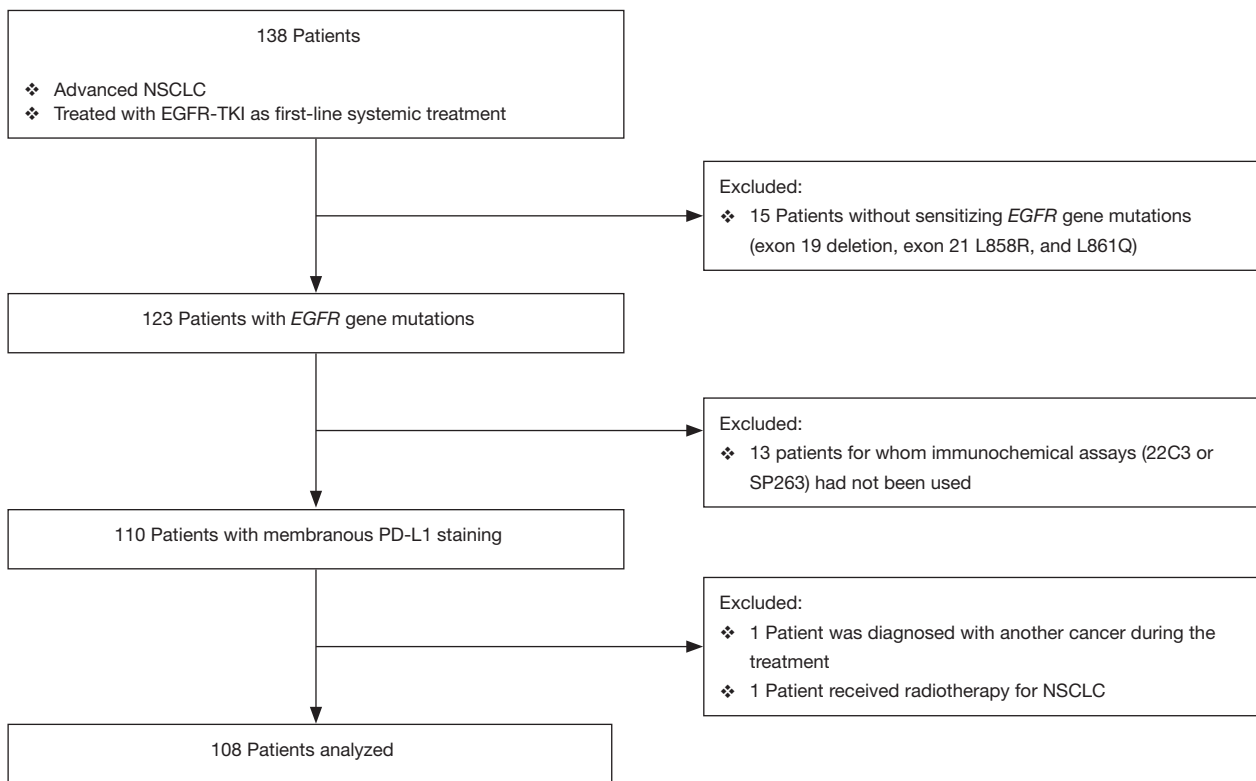 138 Patients
❖ Advanced NSCLC
❖ Treated with EGFR-TKI as first-line systemic treatment
Excluded:
❖ 15 Patients without sensitizing EGFR gene mutations
(exon 19 deletion, exon 21 L858R, and L861Q)
123 Patients with EGFR gene mutations
Excluded:
❖ 13 patients for whom immunochemical assays (22C3 or
SP263) had not been used
110 Patients with membranous PD-L1 staining
Excluded:
❖ 1 Patient was diagnosed with another cancer during the
treatment
❖ 1 Patient received radiotherapy for NSCLC
108 Patients analyzed